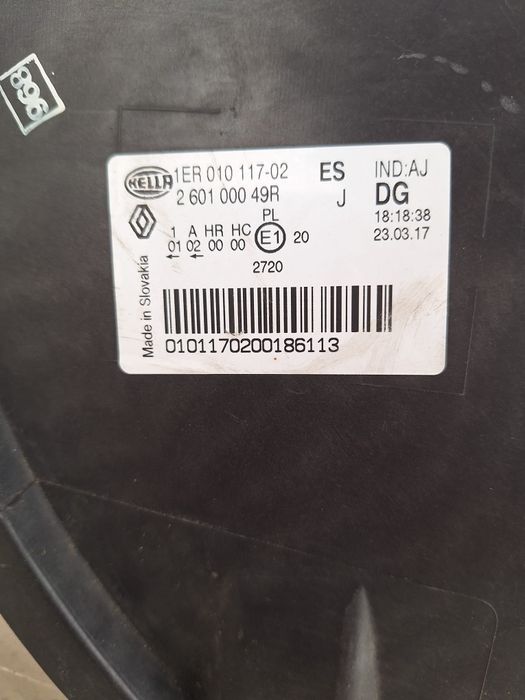 896
HELLA 1ER 010 117-02 ES IND:AJ
2 601 000 49R J DG
PL 18:18:38
1 A HR HC E1 20 23.03.17
01 02 00 00
2720
Made in Slovakia
0101170200186113